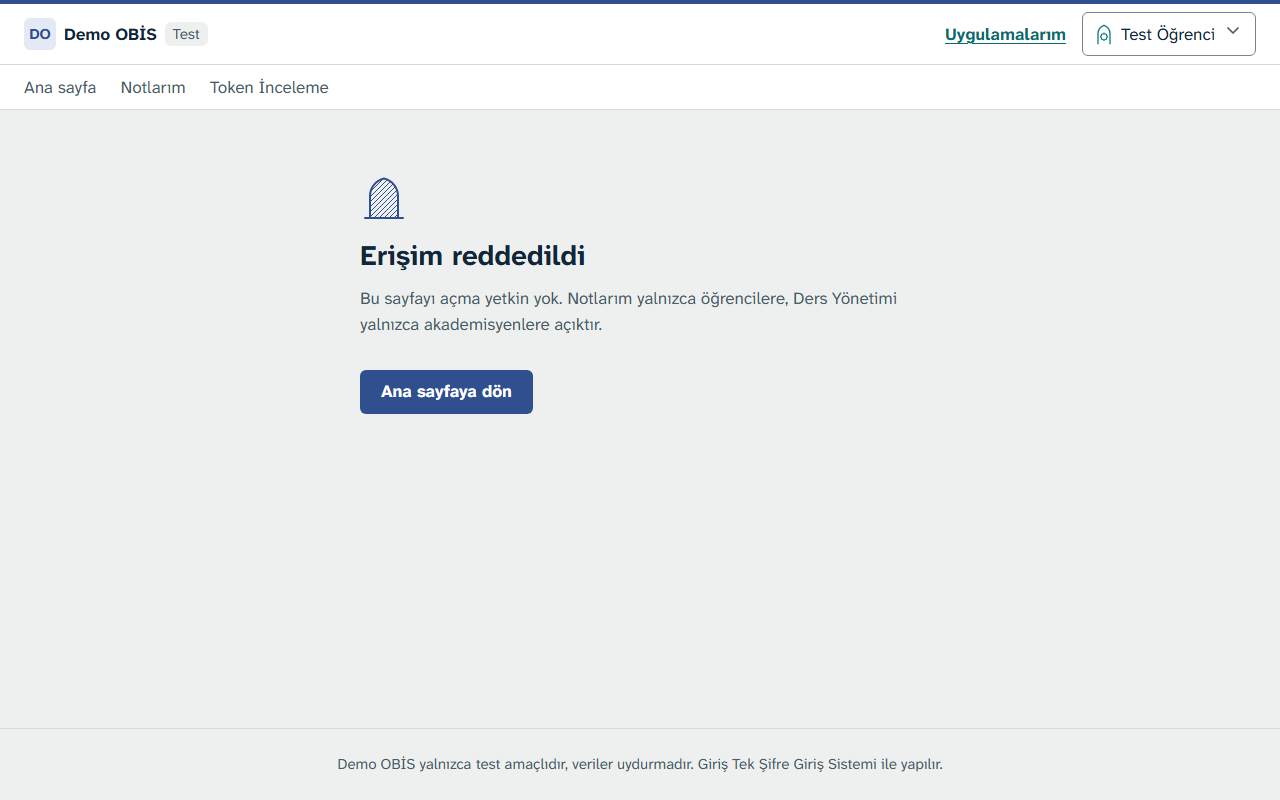 DO Demo OBİS Test
Uygulamalarım Test Öğrenci
Ana sayfa Notlarım Token İnceleme
Erişim reddedildi
Bu sayfayı açma yetkin yok. Notlarım yalnızca öğrencilere, Ders Yönetimi
yalnızca akademisyenlere açıktır.
Ana sayfaya dön
Demo OBİS yalnızca test amaçlıdır, veriler uydurmadır. Giriş Tek Şifre Giriş Sistemi ile yapılır.